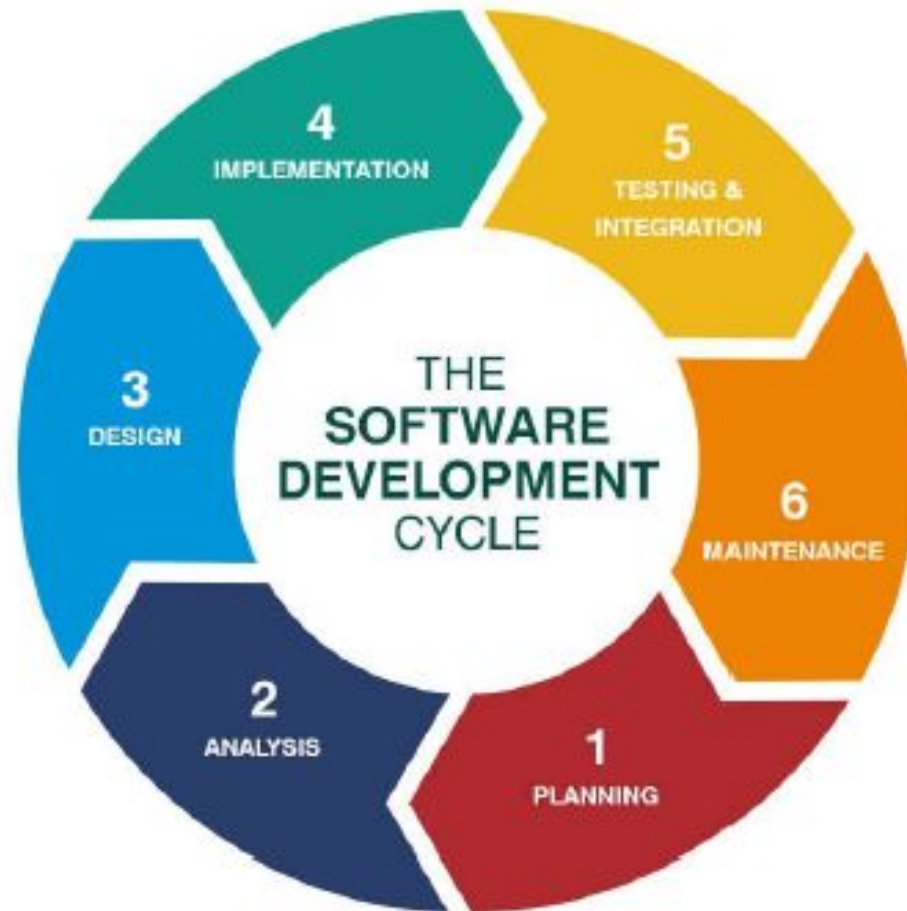 THE
SOFTWARE
DEVELOPMENT
CYCLE
1
PLANNING
2
ANALYSIS
3
DESIGN
4
IMPLEMENTATION
5
TESTING &
INTEGRATION
6
MAINTENANCE